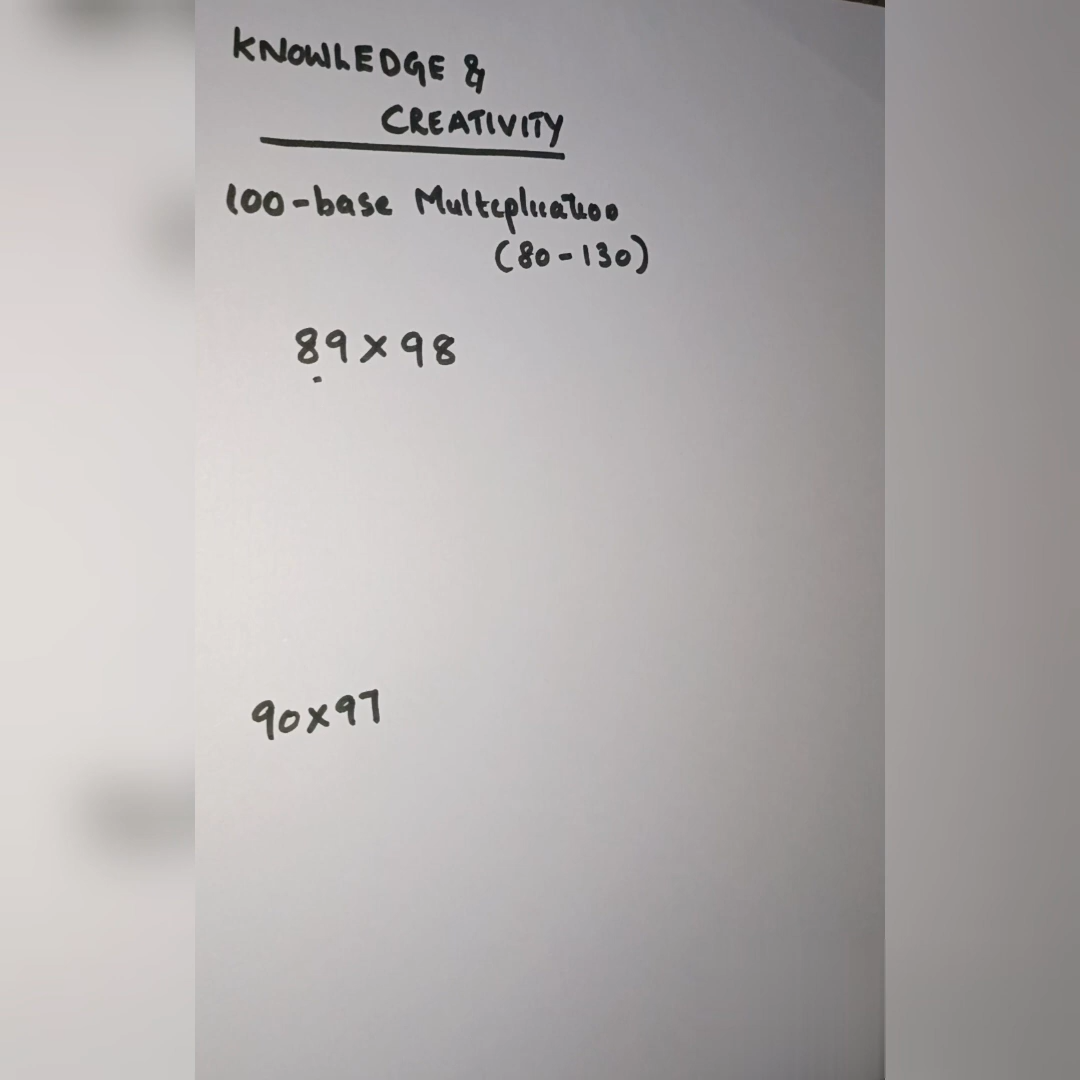 KNOWLEDGE &
CREATIVITY
100-base Multiplication
(80-130)
89×98
90×97